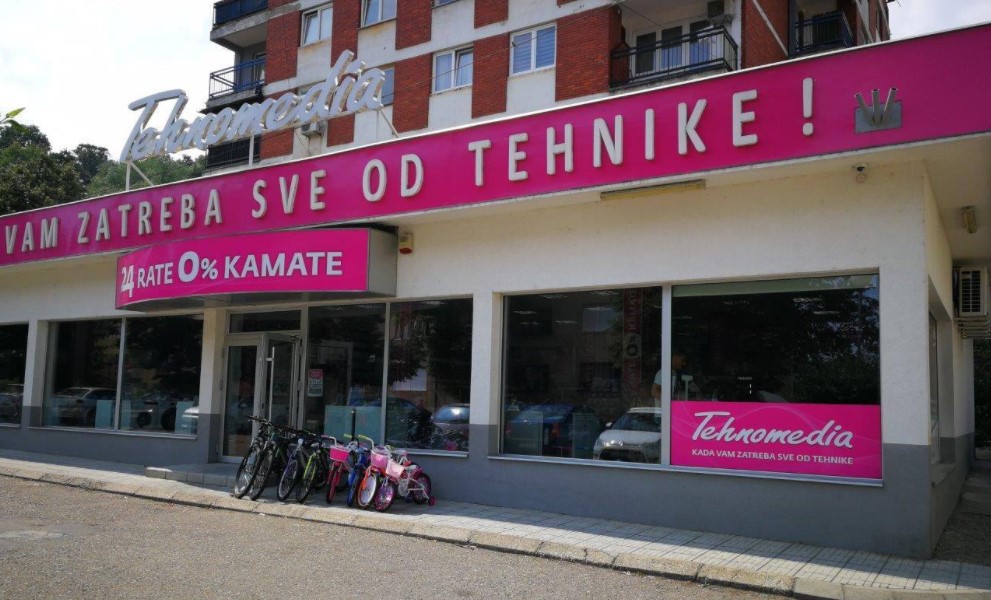 Tehnomedia
VAM ZATREBA SVE OD TEHNIKE !
24 RATE 0% KAMATE
Tehnomedia
KADA VAM ZATREBA SVE OD TEHNIKE